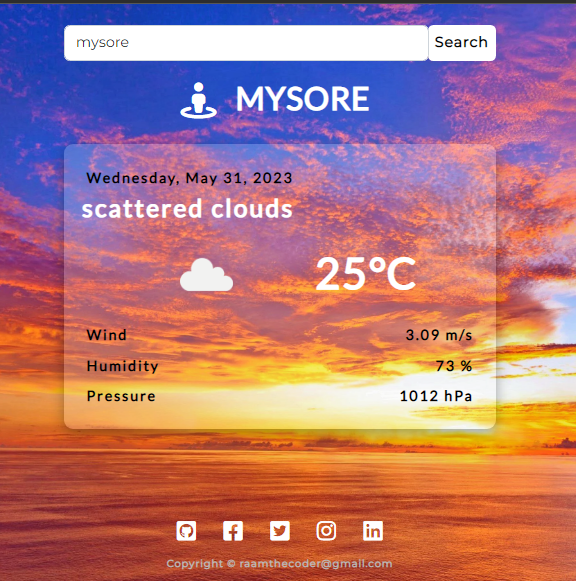 mysore Search
MYSORE
Wednesday, May 31, 2023
scattered clouds
25°C
Wind 3.09 m/s
Humidity 73 %
Pressure 1012 hPa
Copyright © raamthecoder@gmail.com